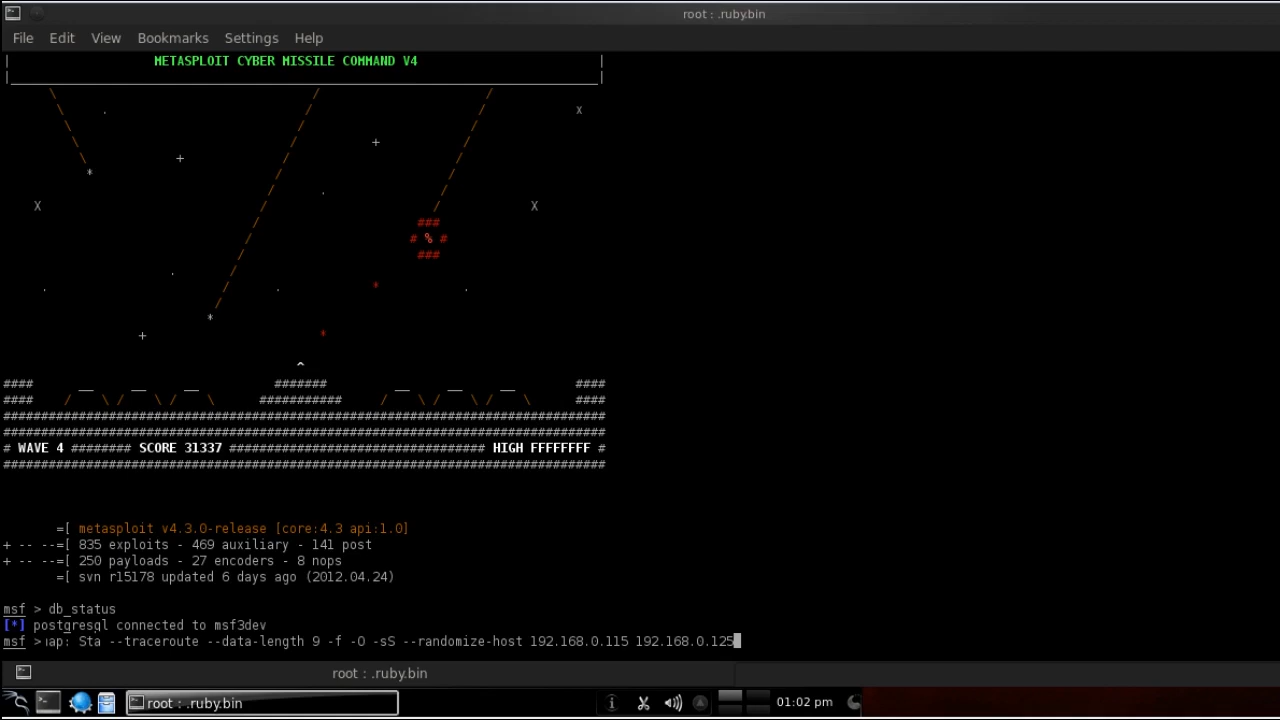 root : .ruby.bin
File Edit View Bookmarks Settings Help
METASPLOIT CYBER MISSILE COMMAND V4
# WAVE 4 ######## SCORE 31337 ################################## HIGH FFFFFFFF #
=[ metasploit v4.3.0-release [core:4.3 api:1.0]
+ -- --=[ 835 exploits - 469 auxiliary - 141 post
+ -- --=[ 250 payloads - 27 encoders - 8 nops
=[ svn r15178 updated 6 days ago (2012.04.24)
msf > db_status
[*] postgresql connected to msf3dev
msf > ap: Sta --traceroute --data-length 9 -f -O -sS --randomize-host 192.168.0.115 192.168.0.125
root : .ruby.bin
root : .ruby.bin
01:02 pm